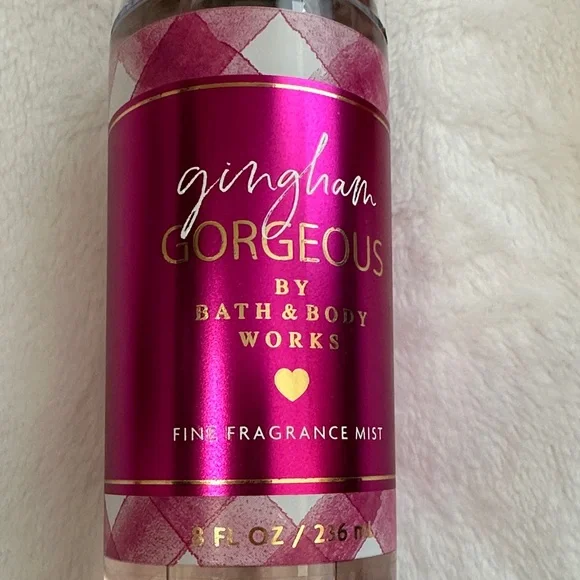 gingham
GORGEOUS
BY
BATH & BODY
WORKS
FINE FRAGRANCE MIST
8 FL OZ / 236 mL